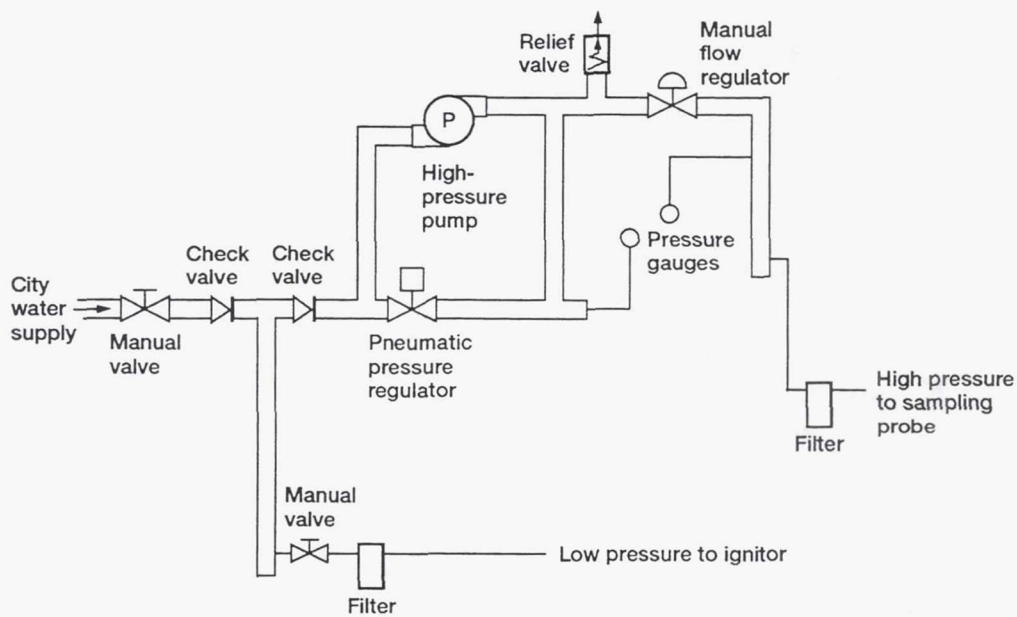 Relief
valve
Manual
flow
regulator
P
High-
pressure
pump
Check
valve
Check
valve
Pressure
gauges
City
water
supply
Manual
valve
Pneumatic
pressure
regulator
High pressure
to sampling
probe
Filter
Manual
valve
Low pressure to ignitor
Filter